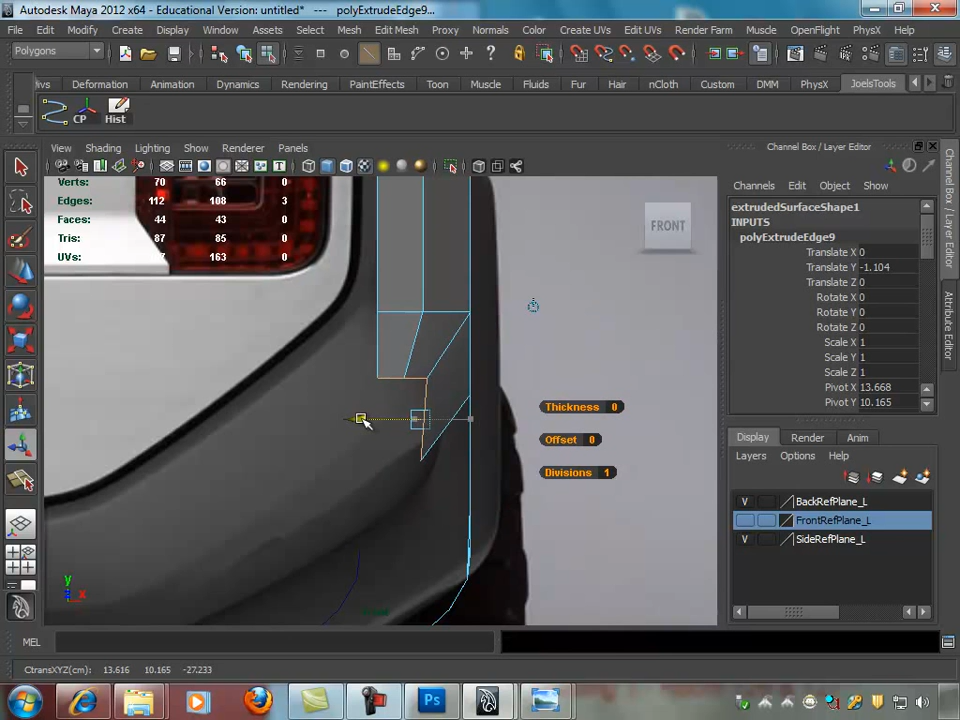 Autodesk Maya 2012 x64 - Educational Version: untitled* --- polyExtrudeEdge9...
File Edit Modify Create Display Window Assets Select Mesh Edit Mesh Proxy Normals Color Create UVs Edit UVs Render Farm Muscle OpenFlight PhysX Help
Polygons
Deformation Animation Dynamics Rendering PaintEffects Toon Muscle Fluids Fur Hair nCloth Custom DMM PhysX JoelsTools
CP Hist
View Shading Lighting Show Renderer Panels
Channel Box / Layer Editor
Verts: 70 66 0
Edges: 112 108 3
Faces: 44 43 0
Tris: 87 85 0
UVs: 163 0
FRONT
Thickness 0
Offset 0
Divisions 1
y
z x
Channels Edit Object Show
extrudedSurfaceShape1
INPUTS
polyExtrudeEdge9
Translate X 0
Translate Y -1.104
Translate Z 0
Rotate X 0
Rotate Y 0
Rotate Z 0
Scale X 1
Scale Y 1
Scale Z 1
Pivot X 13.668
Pivot Y 10.165
Display Render Anim
Layers Options Help
V BackRefPlane_L
FrontRefPlane_L
V SideRefPlane_L
Channel Box / Layer Editor
Attribute Editor
MEL
CtransXYZ(cm): 13.616 10.165 -27.233
Ps